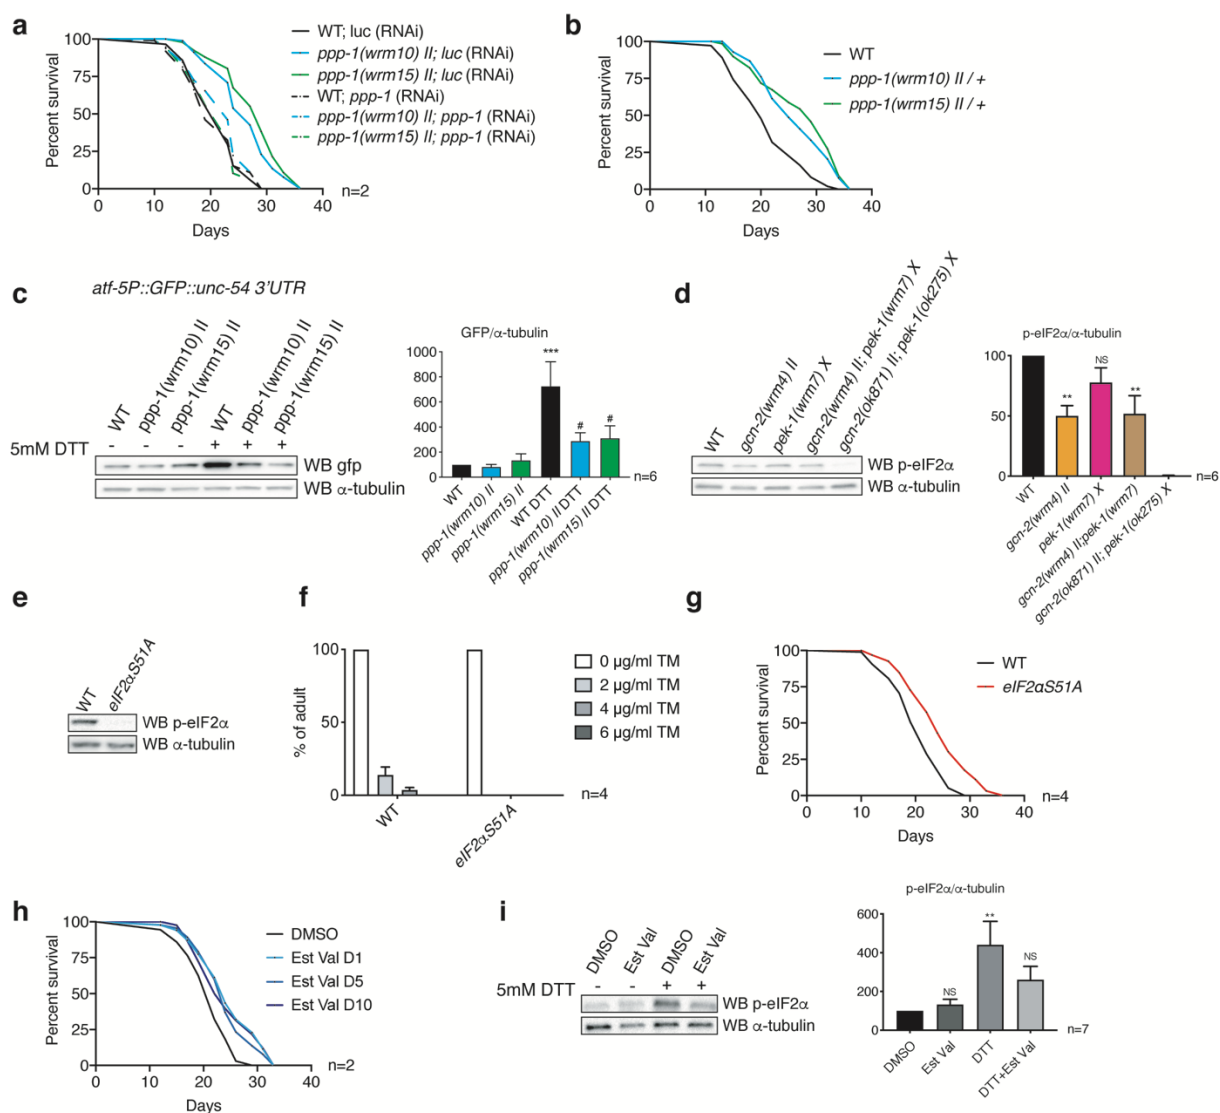 a
WT; luc (RNAi)
ppp-1(wrm10) II; luc (RNAi)
ppp-1(wrm15) II; luc (RNAi)
WT; ppp-1 (RNAi)
ppp-1(wrm10) II; ppp-1 (RNAi)
ppp-1(wrm15) II; ppp-1 (RNAi)
Percent survival
100
75
50
25
0
0 10 20 30 40
Days
n=2
b
WT
ppp-1(wrm10) II / +
ppp-1(wrm15) II / +
Percent survival
100
75
50
25
0
0 10 20 30 40
Days
c
atf-5P::GFP::unc-54 3'UTR
WT
ppp-1(wrm10) II
ppp-1(wrm15) II
WT
ppp-1(wrm10) II
ppp-1(wrm15) II
5mM DTT - - - + + +
WB gfp
WB α-tubulin
GFP/α-tubulin
1000
800
600
400
200
0
***
#
#
n=6
WT
ppp-1(wrm10) II
ppp-1(wrm15) II
WT DTT
ppp-1(wrm10) II DTT
ppp-1(wrm15) II DTT
d
WT
gcn-2(wrm4) II
pek-1(wrm7) X
gcn-2(wrm4) II; pek-1(wrm7) X
gcn-2(ok871) II; pek-1(ok275) X
WB p-eIF2α
WB α-tubulin
p-eIF2α/α-tubulin
100
50
0
**
NS
**
n=6
WT
gcn-2(wrm4) II
pek-1(wrm7) X
gcn-2(wrm4) II;pek-1(wrm7)
gcn-2(ok871) II; pek-1(ok275) X
e
WT
eIF2αS51A
WB p-eIF2α
WB α-tubulin
f
% of adult
100
50
0
WT
eIF2αS51A
n=4
0 µg/ml TM
2 µg/ml TM
4 µg/ml TM
6 µg/ml TM
g
WT
eIF2αS51A
Percent survival
100
75
50
25
0
0 10 20 30 40
Days
n=4
h
DMSO
Est Val D1
Est Val D5
Est Val D10
Percent survival
100
75
50
25
0
0 10 20 30 40
Days
n=2
i
DMSO
Est Val
DMSO
Est Val
5mM DTT - - + +
WB p-eIF2α
WB α-tubulin
p-eIF2α/α-tubulin
600
400
200
0
NS
**
NS
n=7
DMSO
Est Val
DTT
DTT+Est Val